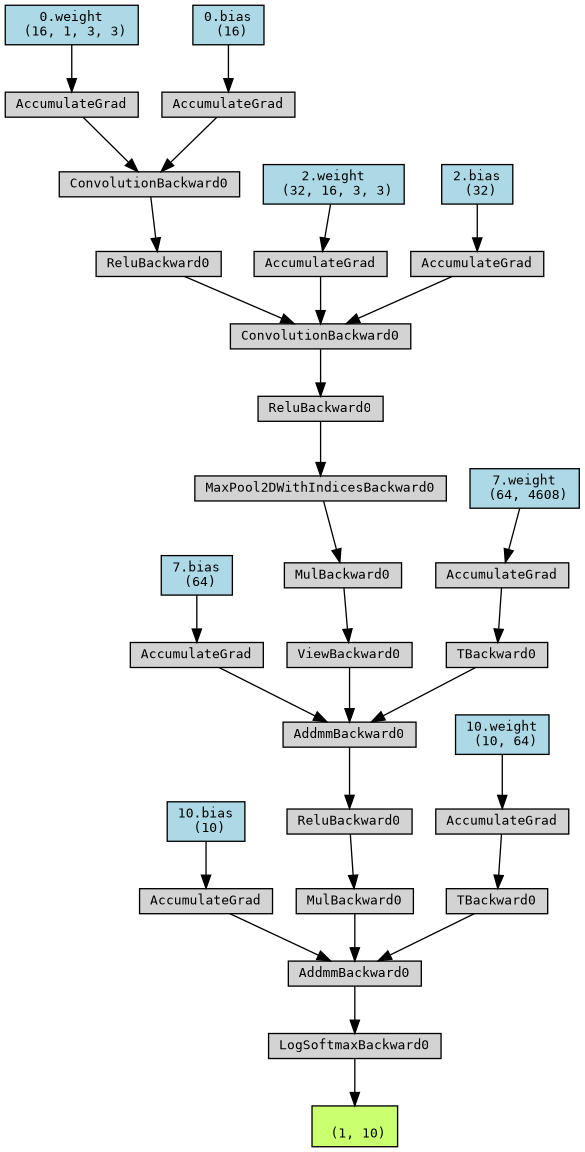 0.weight
(16, 1, 3, 3)
0.bias
(16)
AccumulateGrad
AccumulateGrad
ConvolutionBackward0
2.weight
(32, 16, 3, 3)
2.bias
(32)
ReluBackward0
AccumulateGrad
AccumulateGrad
ConvolutionBackward0
ReluBackward0
MaxPool2DWithIndicesBackward0
7.weight
(64, 4608)
7.bias
(64)
MulBackward0
AccumulateGrad
AccumulateGrad
ViewBackward0
TBackward0
AddmmBackward0
10.weight
(10, 64)
10.bias
(10)
ReluBackward0
AccumulateGrad
AccumulateGrad
MulBackward0
TBackward0
AddmmBackward0
LogSoftmaxBackward0
(1, 10)